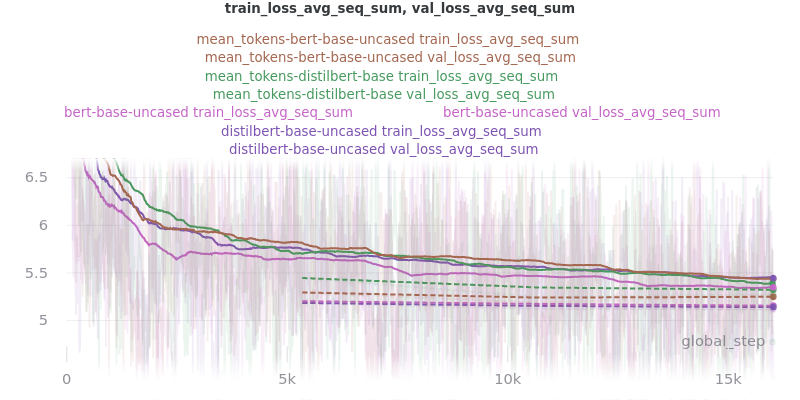 train_loss_avg_seq_sum, val_loss_avg_seq_sum
mean_tokens-bert-base-uncased train_loss_avg_seq_sum
mean_tokens-bert-base-uncased val_loss_avg_seq_sum
mean_tokens-distilbert-base train_loss_avg_seq_sum
mean_tokens-distilbert-base val_loss_avg_seq_sum
bert-base-uncased train_loss_avg_seq_sum bert-base-uncased val_loss_avg_seq_sum
distilbert-base-uncased train_loss_avg_seq_sum
distilbert-base-uncased val_loss_avg_seq_sum
6.5
6
5.5
5
global_step
0 5k 10k 15k